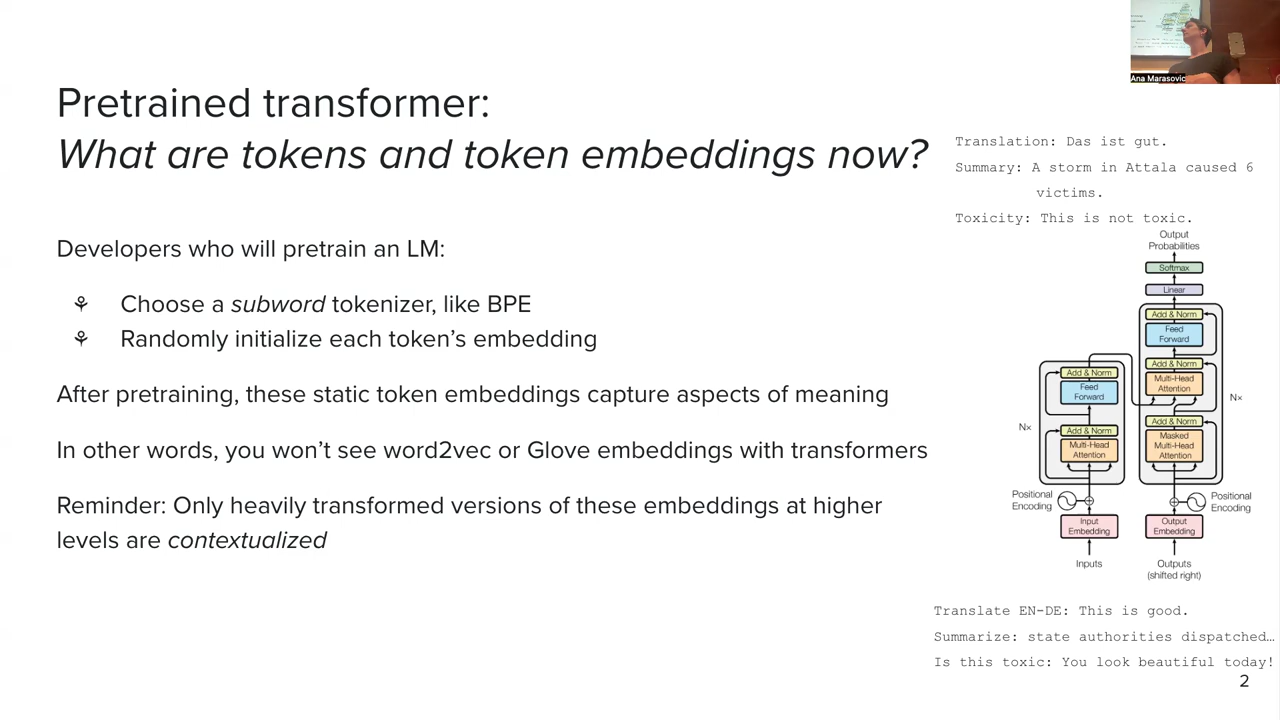 Ana Marasovic
Pretrained transformer:
What are tokens and token embeddings now?
Developers who will pretrain an LM:
Choose a subword tokenizer, like BPE
Randomly initialize each token’s embedding
After pretraining, these static token embeddings capture aspects of meaning
In other words, you won’t see word2vec or Glove embeddings with transformers
Reminder: Only heavily transformed versions of these embeddings at higher
levels are contextualized
Translation: Das ist gut.
Summary: A storm in Attala caused 6
victims.
Toxicity: This is not toxic.
Output
Probabilities
Softmax
Linear
Add & Norm
Feed
Forward
Add & Norm
Multi-Head
Attention
Add & Norm
Masked
Multi-Head
Attention
N×
Add & Norm
Feed
Forward
Add & Norm
Multi-Head
Attention
N×
Positional
Encoding
Positional
Encoding
Input
Embedding
Output
Embedding
Inputs
Outputs
(shifted right)
Translate EN-DE: This is good.
Summarize: state authorities dispatched…
Is this toxic: You look beautiful today!
2